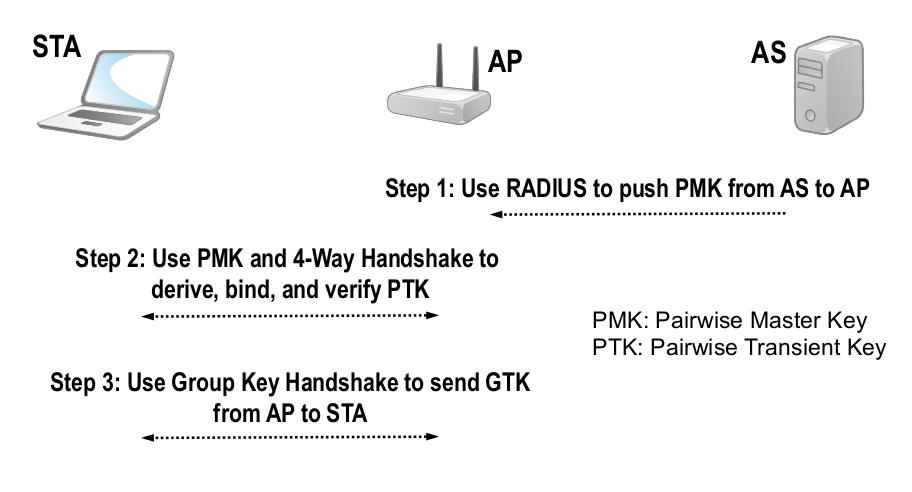 STA
AP
AS
Step 1: Use RADIUS to push PMK from AS to AP
Step 2: Use PMK and 4-Way Handshake to
derive, bind, and verify PTK
PMK: Pairwise Master Key
PTK: Pairwise Transient Key
Step 3: Use Group Key Handshake to send GTK
from AP to STA